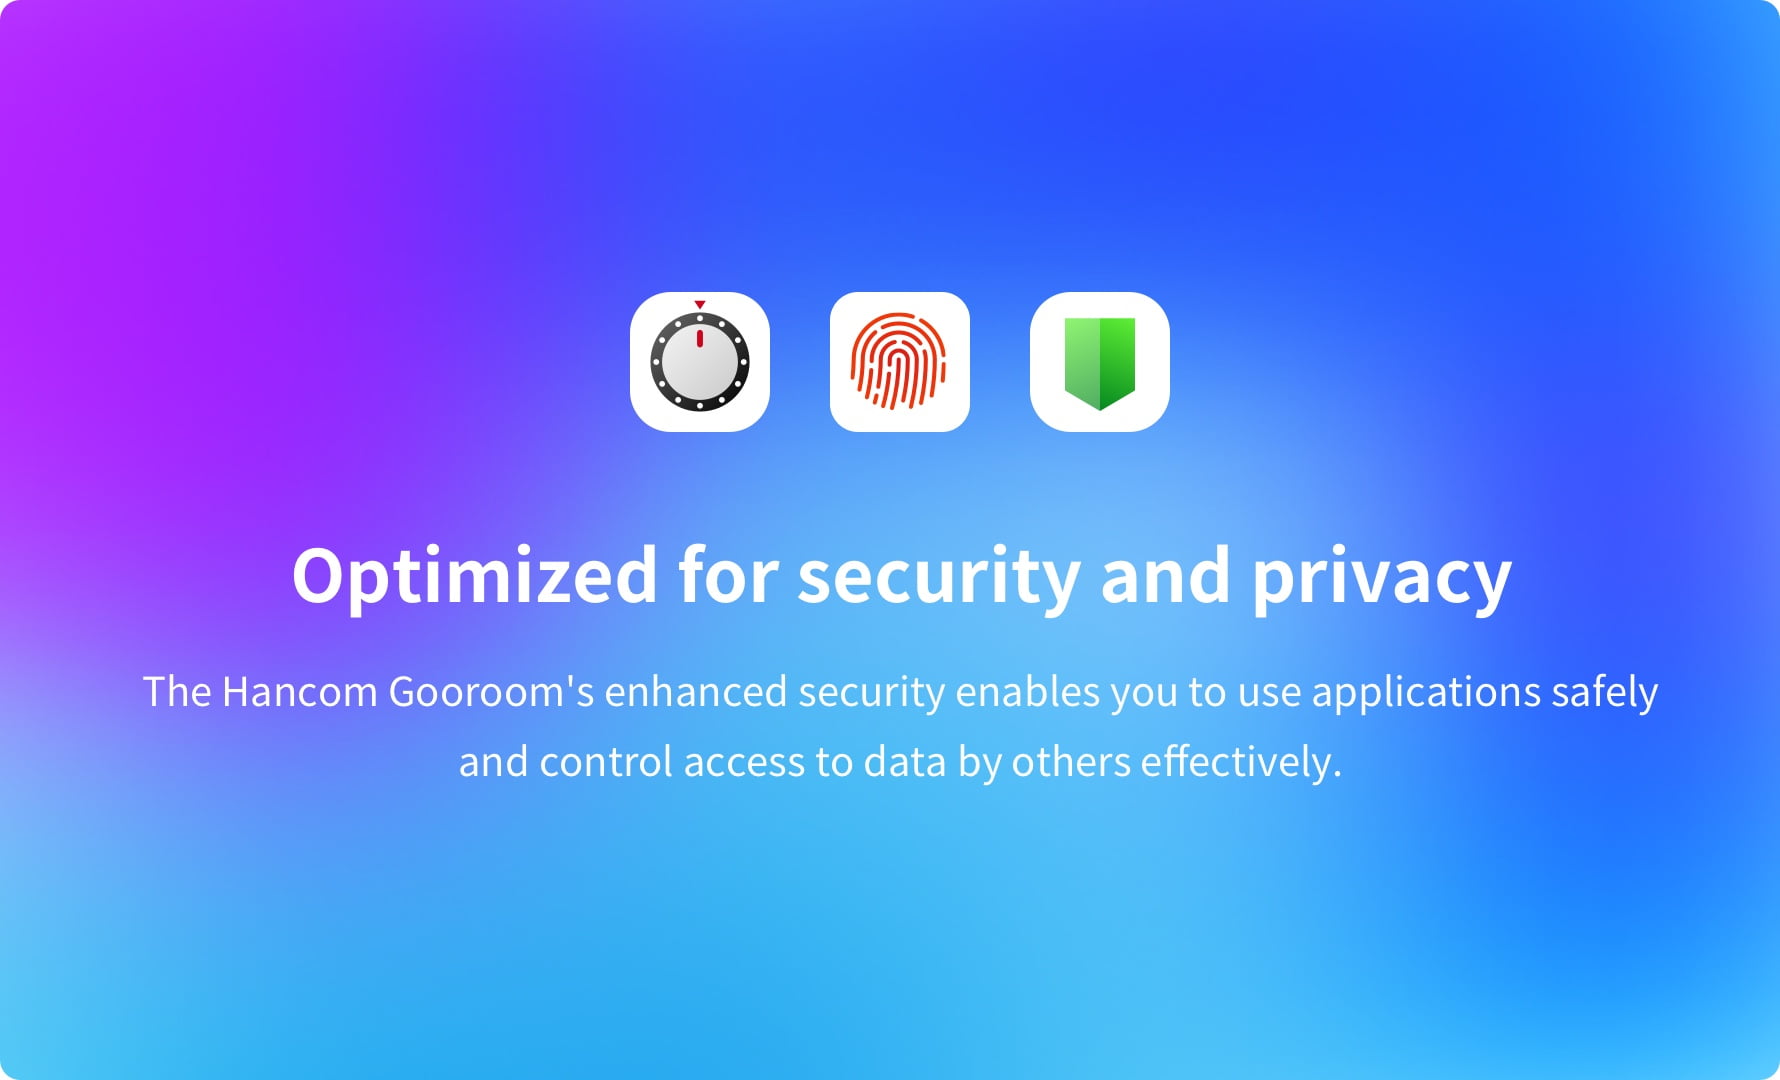 Optimized for security and privacy
The Hancom Gooroom's enhanced security enables you to use applications safely
and control access to data by others effectively.